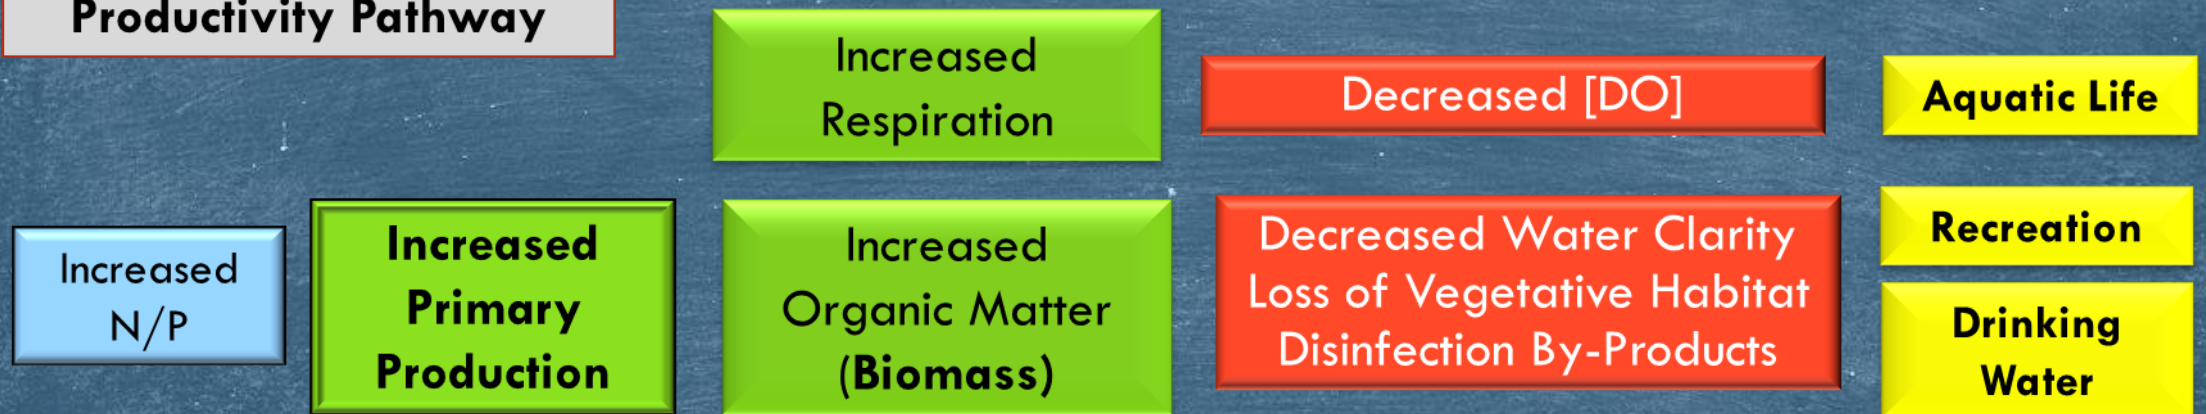 Productivity Pathway
Increased
Respiration
Decreased [DO]
Aquatic Life
Increased
N/P
Increased
Primary
Production
Increased
Organic Matter
(Biomass)
Decreased Water Clarity
Loss of Vegetative Habitat
Disinfection By-Products
Recreation
Drinking
Water